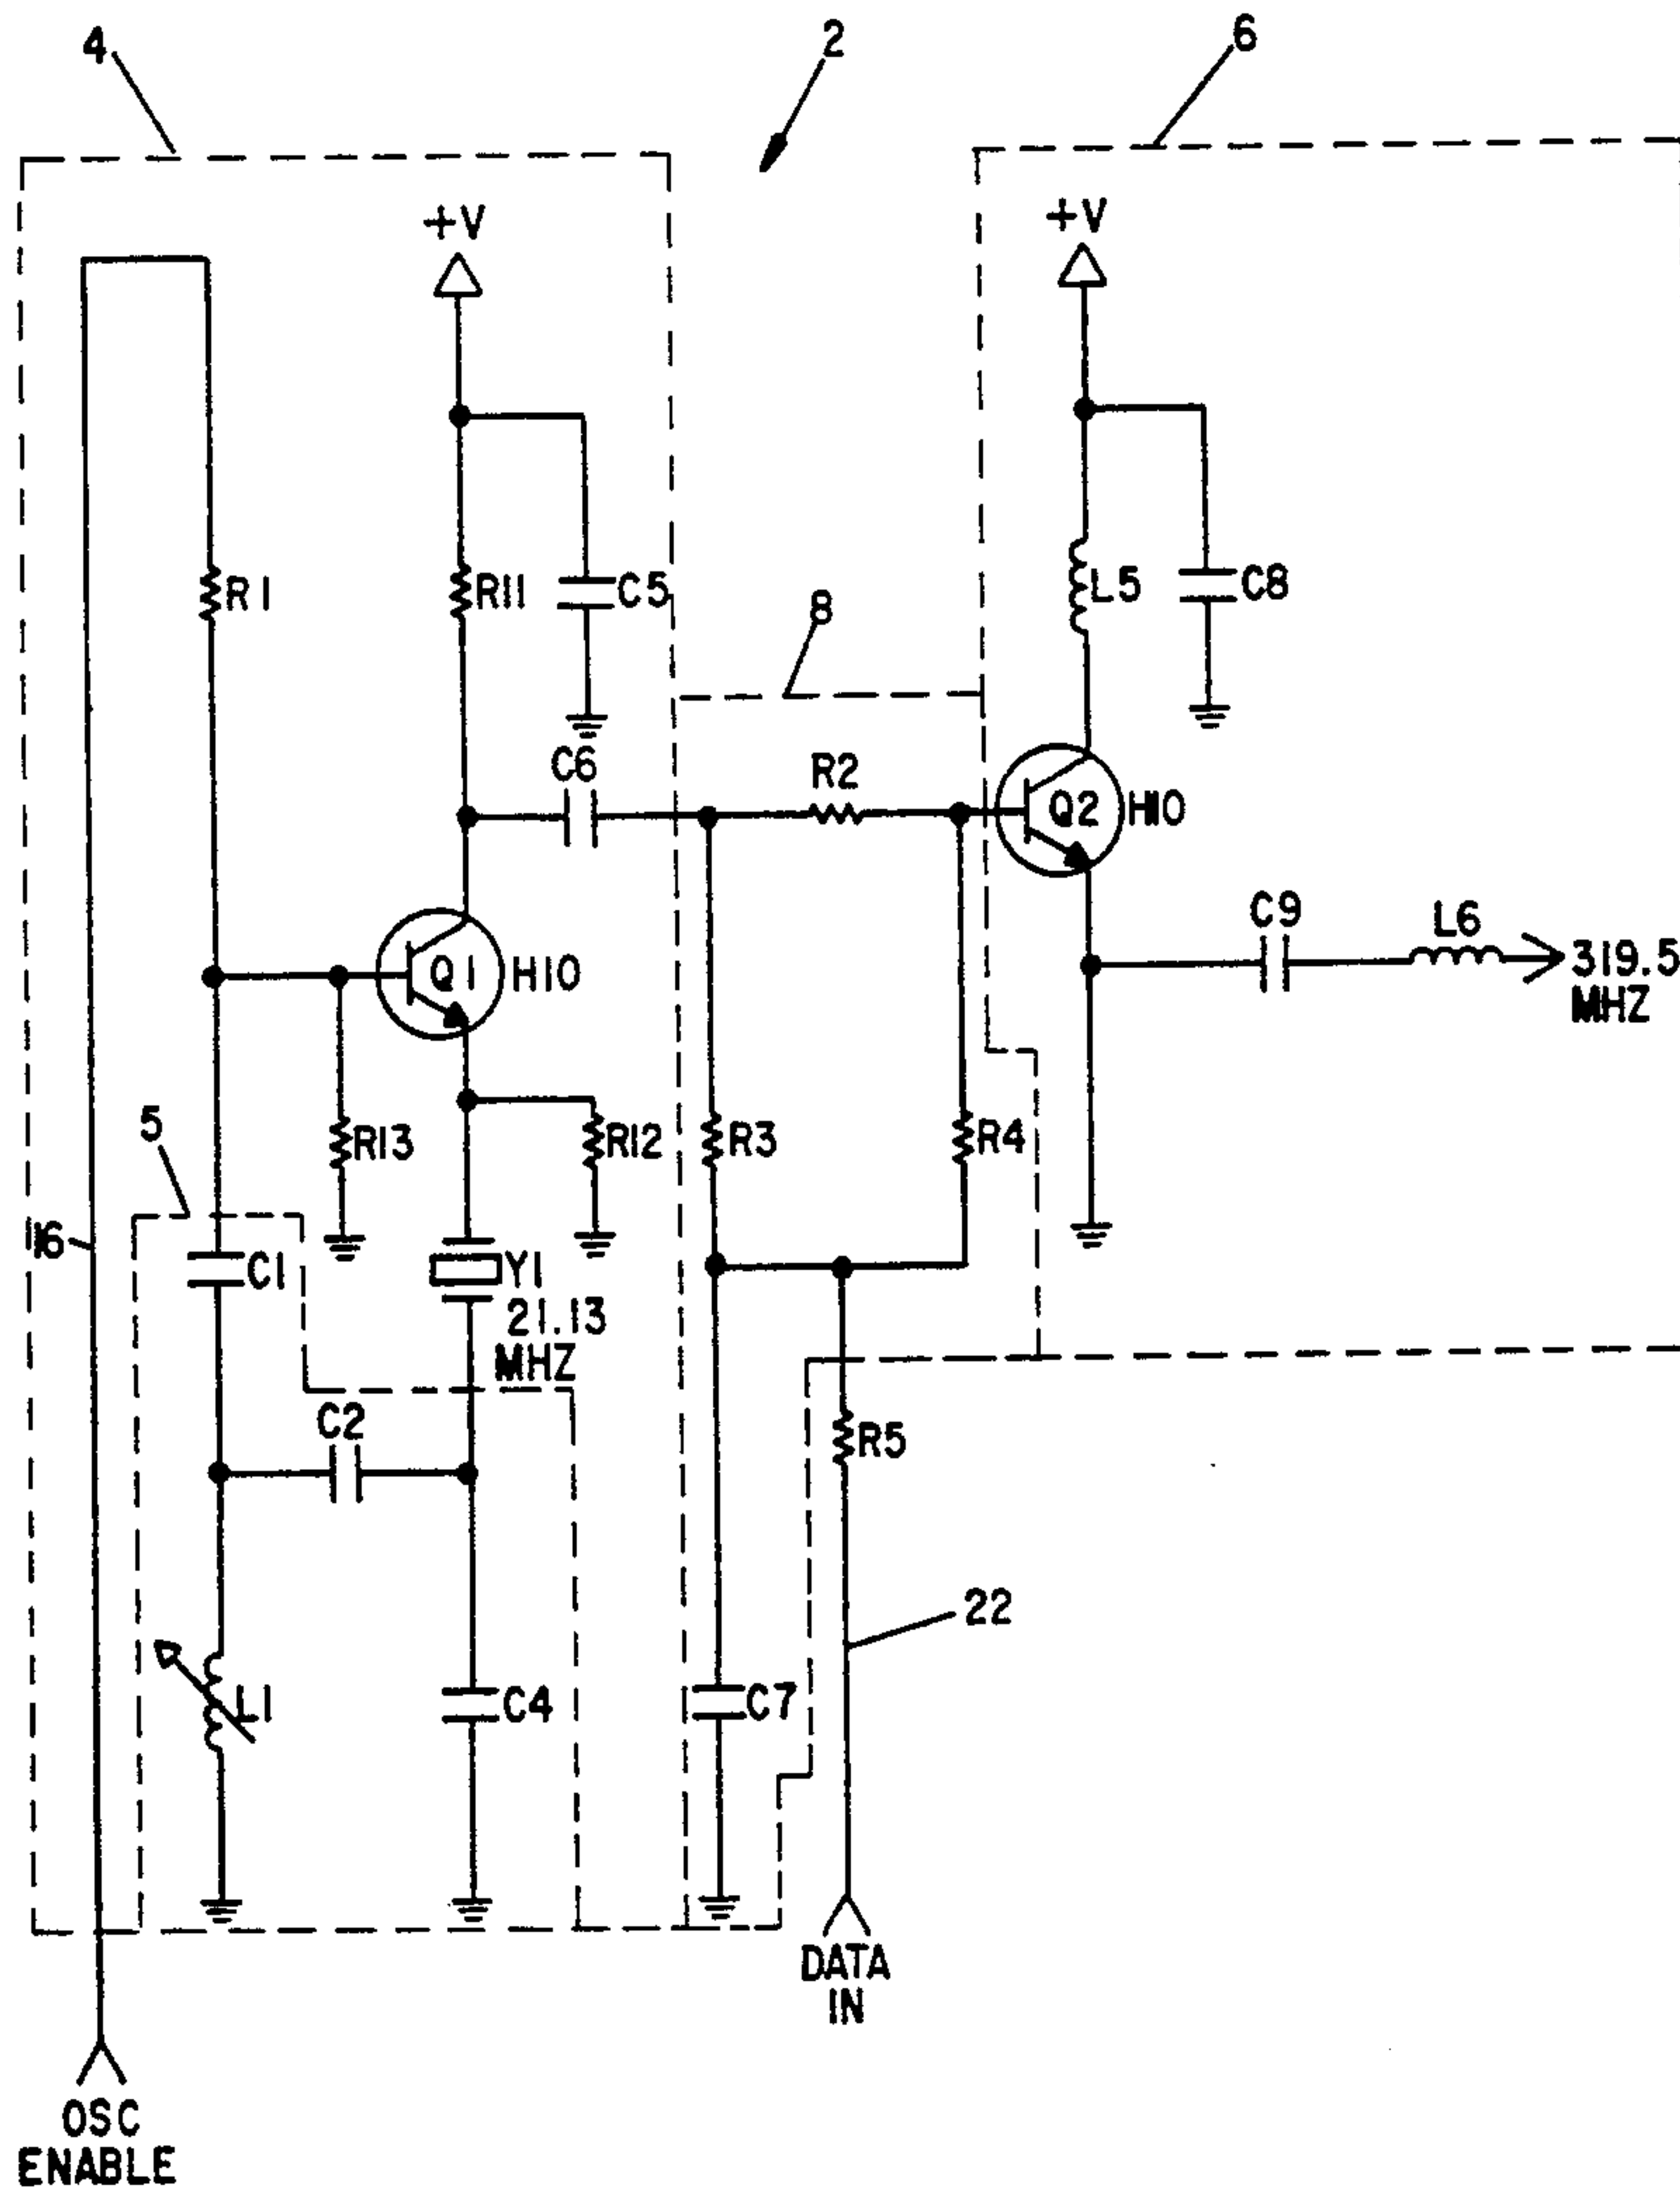 4
2
6
+V
+V
R1
R11
C5
L5
C8
8
C6
R2
Q2
H10
Q1
H10
C9
L6
319.5
MHZ
5
R13
R12
R3
R4
16
C1
Y1
21.13
MHZ
C2
R5
22
L1
C4
C7
DATA
IN
OSC
ENABLE